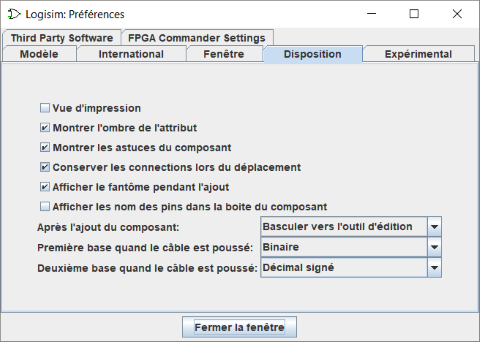 Logisim: Préférences
Third Party Software FPGA Commander Settings
Modèle International Fenêtre Disposition Expérimental
Vue d'impression
Montrer l'ombre de l'attribut
Montrer les astuces du composant
Conserver les connections lors du déplacement
Afficher le fantôme pendant l'ajout
Afficher les nom des pins dans la boite du composant
Après l'ajout du composant: Basculer vers l'outil d'édition
Première base quand le câble est poussé: Binaire
Deuxième base quand le câble est poussé: Décimal signé
Fermer la fenêtre